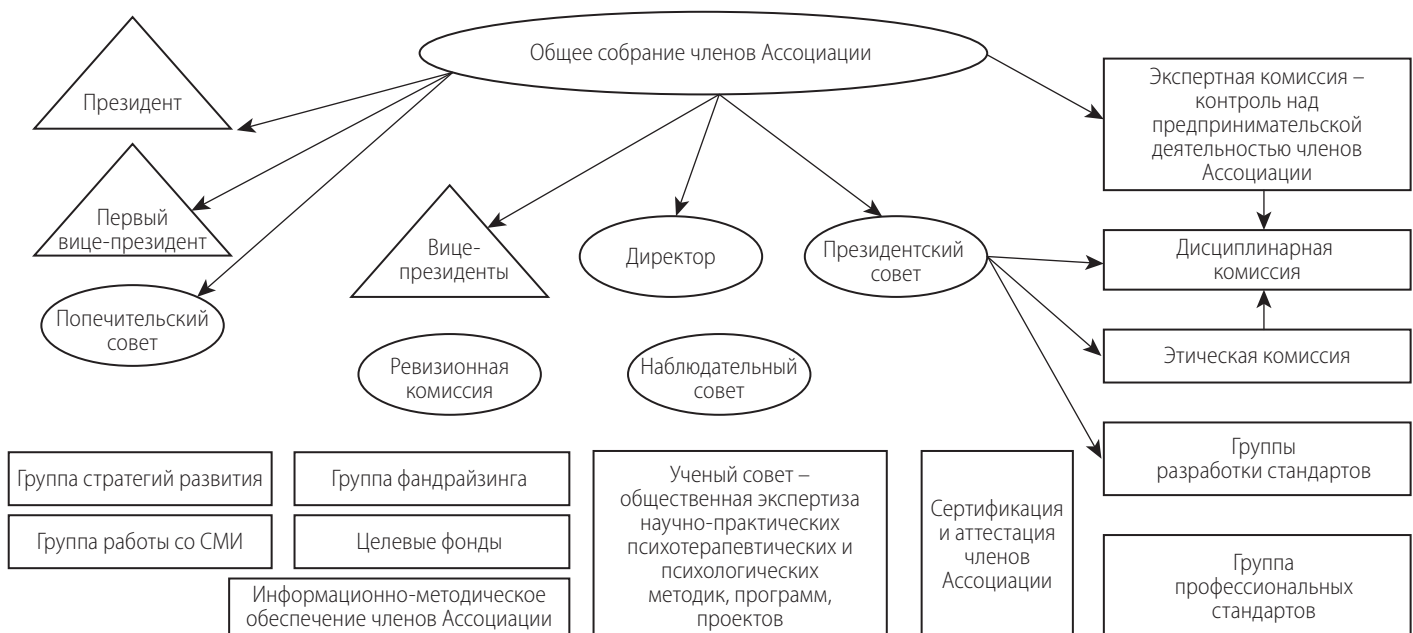 Общее собрание членов Ассоциации
Президент
Первый
вице-президент
Попечительский
совет
Вице-
президенты
Директор
Президентский
совет
Экспертная комиссия –
контроль над
предпринимательской
деятельностью членов
Ассоциации
Дисциплинарная
комиссия
Этическая комиссия
Ревизионная
комиссия
Наблюдательный
совет
Группы
разработки стандартов
Группа стратегий развития
Группа фандрайзинга
Группа работы со СМИ
Целевые фонды
Информационно-методическое
обеспечение членов Ассоциации
Ученый совет –
общественная экспертиза
научно-практических
психотерапевтических и
психологических
методик, программ,
проектов
Сертификация
и аттестация
членов
Ассоциации
Группа
профессиональных
стандартов